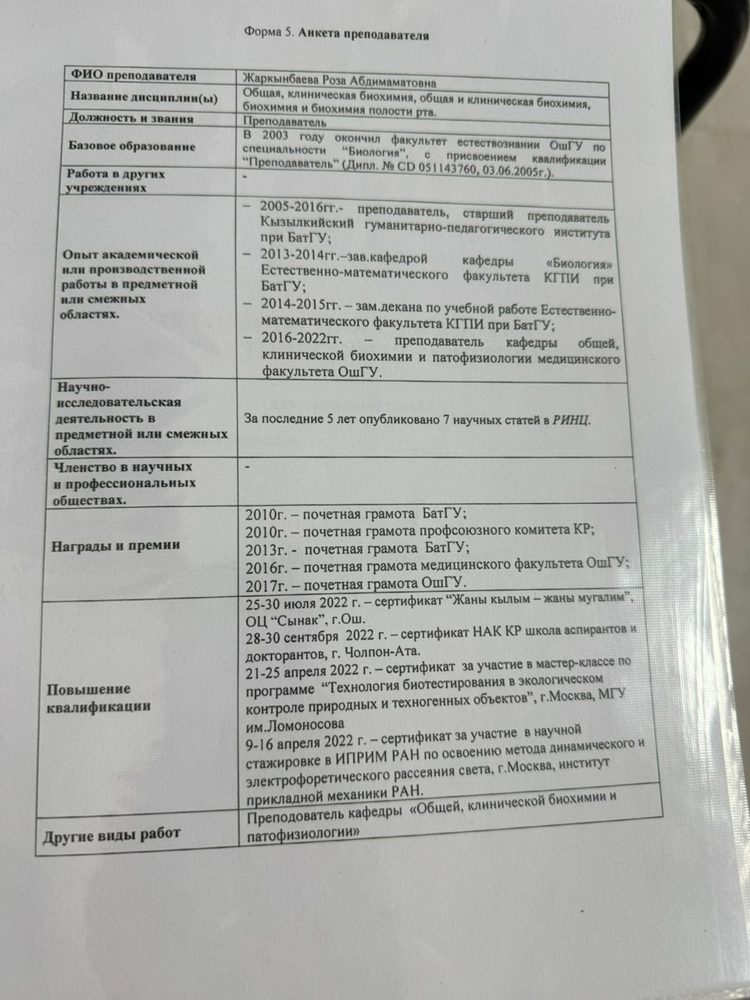 Форма 5. Анкета преподавателя
ФИО преподавателя
Жаркынбаева Роза Абдимаматовна
Название дисциплин(ы)
Общая, клиническая биохимия, общая и клиническая биохимия,
биохимия и биохимия полости рта.
Должность и звания
Преподаватель
Базовое образование
В 2003 году окончил факультет естествознании ОшГУ по
специальности “Биология”, с присвоением квалификации
“Преподаватель” (Дипл. № CD 051143760, 03.06.2005г.).
Работа в других
учреждениях
-
Опыт академической
или производственной
работы в предметной
или смежных
областях.
– 2005-2016гг.- преподаватель, старший преподаватель
Кызылкийский гуманитарно-педагогического института
при БатГУ;
– 2013-2014гг.–зав.кафедрой кафедры «Биология»
Естественно-математического факультета КГПИ при
БатГУ;
– 2014-2015гг. – зам.декана по учебной работе Естественно-
математического факультета КГПИ при БатГУ;
– 2016-2022гг. – преподаватель кафедры общей,
клинической биохимии и патофизиологии медицинского
факультета ОшГУ.
Научно-
исследовательская
деятельность в
предметной или смежных
областях.
За последние 5 лет опубликовано 7 научных статей в РИНЦ.
Членство в научных
и профессиональных
обществах.
-
Награды и премии
2010г. – почетная грамота БатГУ;
2010г. – почетная грамота профсоюзного комитета КР;
2013г. - почетная грамота БатГУ;
2016г. – почетная грамота медицинского факультета ОшГУ;
2017г. – почетная грамота ОшГУ.
Повышение
квалификации
25-30 июля 2022 г. – сертификат “Жаны кылым – жаны мугалим”,
ОЦ “Сынак”, г.Ош.
28-30 сентября 2022 г. – сертификат НАК КР школа аспирантов и
докторантов, г. Чолпон-Ата.
21-25 апреля 2022 г. – сертификат за участие в мастер-классе по
программе “Технология биотестирования в экологическом
контроле природных и техногенных объектов”, г.Москва, МГУ
им.Ломоносова
9-16 апреля 2022 г. – сертификат за участие в научной
стажировке в ИПРИМ РАН по освоению метода динамического и
электрофоретического рассеяния света, г.Москва, институт
прикладной механики РАН.
Другие виды работ
Преподователь кафедры «Общей, клинической биохимии и
патофизиологии»